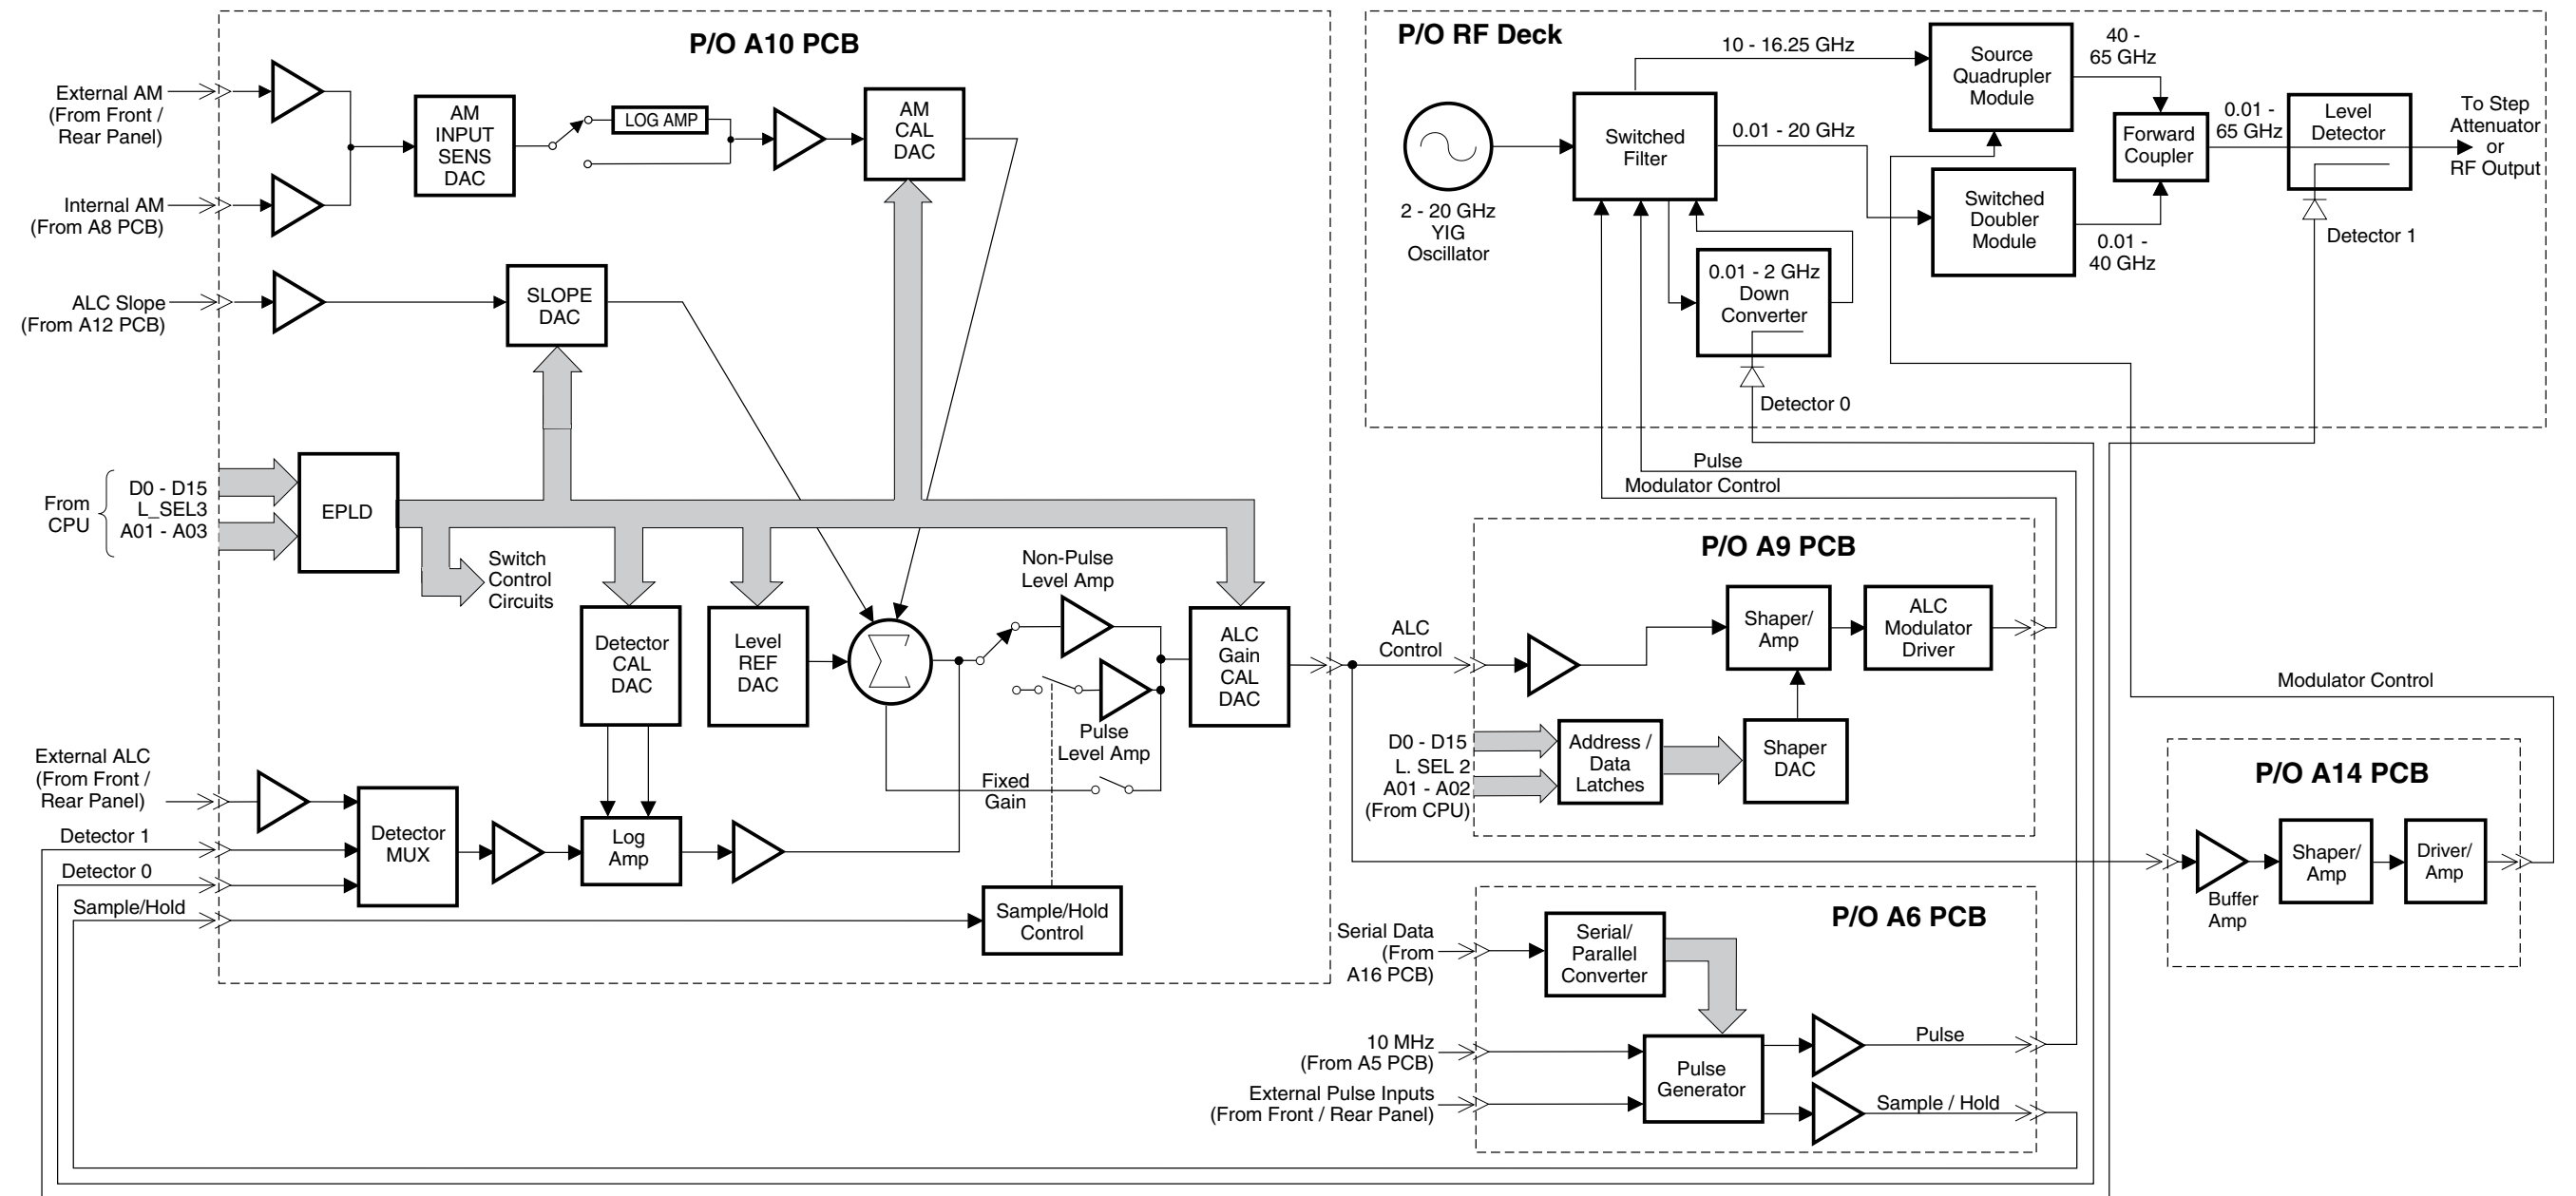 P/O A10 PCB
External AM
(From Front /
Rear Panel)
Internal AM
(From A8 PCB)
AM
INPUT
SENS
DAC
LOG AMP
AM
CAL
DAC
ALC Slope
(From A12 PCB)
SLOPE
DAC
From
CPU
D0 - D15
L_SEL3
A01 - A03
EPLD
Switch
Control
Circuits
Detector
CAL
DAC
Level
REF
DAC
Non-Pulse
Level Amp
Pulse
Level Amp
Fixed
Gain
ALC
Gain
CAL
DAC
External ALC
(From Front /
Rear Panel)
Detector 1
Detector 0
Sample/Hold
Detector
MUX
Log
Amp
Sample/Hold
Control
P/O RF Deck
2 - 20 GHz
YIG
Oscillator
Switched
Filter
10 - 16.25 GHz
0.01 - 20 GHz
Source
Quadrupler
Module
40 -
65 GHz
Switched
Doubler
Module
0.01 -
40 GHz
0.01 - 2 GHz
Down
Converter
Detector 0
Forward
Coupler
0.01 -
65 GHz
Level
Detector
Detector 1
To Step
Attenuator
or
RF Output
Pulse
Modulator Control
P/O A9 PCB
ALC
Control
Shaper/
Amp
ALC
Modulator
Driver
D0 - D15
L. SEL 2
A01 - A02
(From CPU)
Address /
Data
Latches
Shaper
DAC
Modulator Control
P/O A14 PCB
Buffer
Amp
Shaper/
Amp
Driver/
Amp
P/O A6 PCB
Serial Data
(From
A16 PCB)
Serial/
Parallel
Converter
10 MHz
(From A5 PCB)
External Pulse Inputs
(From Front / Rear Panel)
Pulse
Generator
Pulse
Sample / Hold